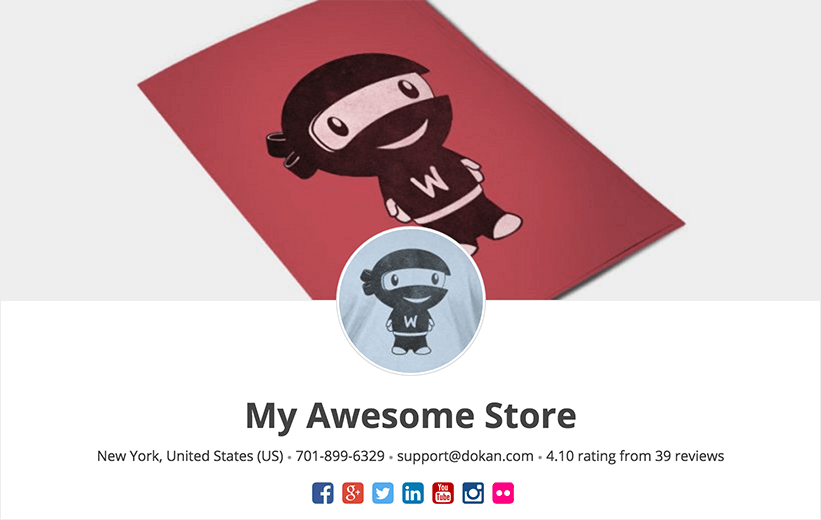 W
W
My Awesome Store
New York, United States (US) • 701-899-6329 • support@dokan.com • 4.10 rating from 39 reviews
f g+ in You Tube